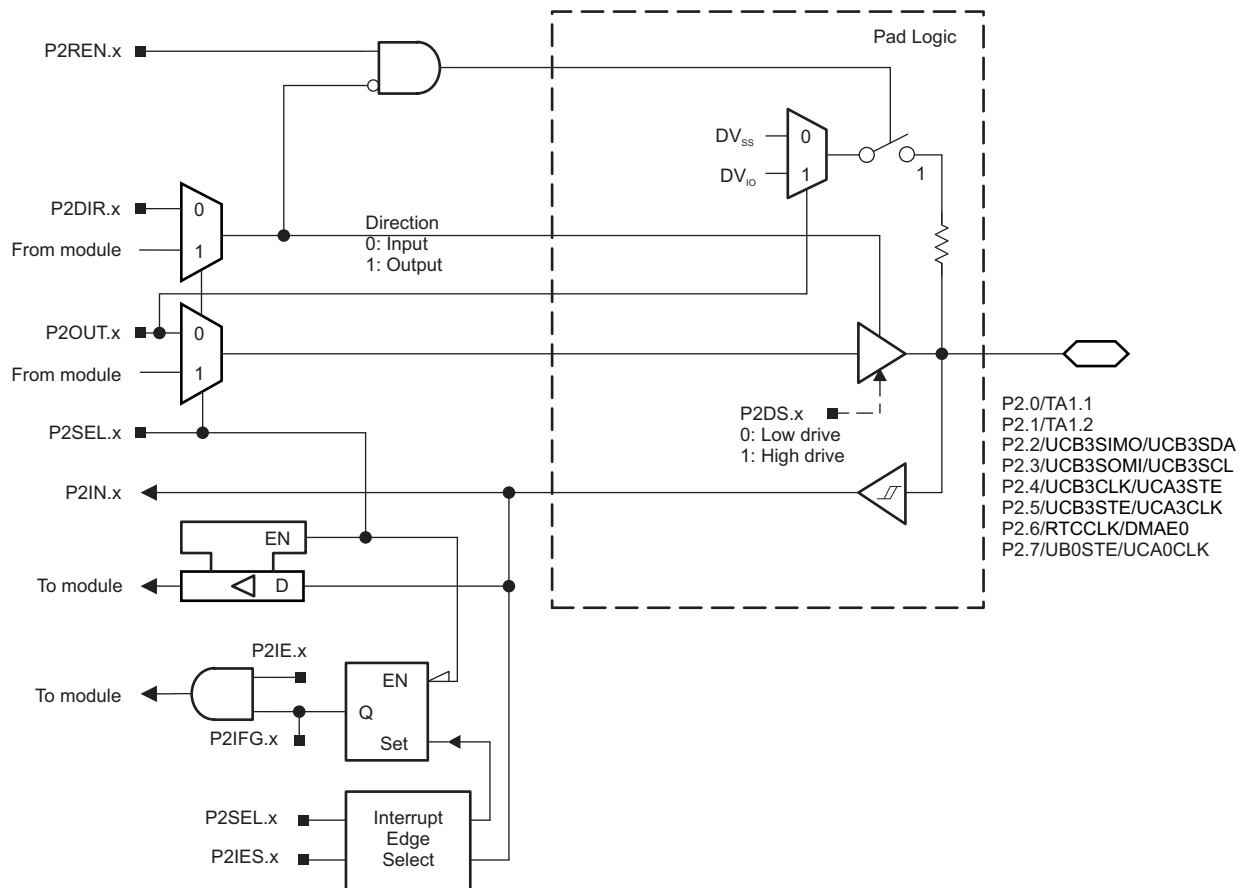 Pad Logic
P2REN.x
DVSS 0
DVIO 1
1
P2DIR.x 0
From module 1
Direction
0: Input
1: Output
P2OUT.x 0
From module 1
P2DS.x
0: Low drive
1: High drive
P2SEL.x
P2IN.x
P2.0/TA1.1
P2.1/TA1.2
P2.2/UCB3SIMO/UCB3SDA
P2.3/UCB3SOMI/UCB3SCL
P2.4/UCB3CLK/UCA3STE
P2.5/UCB3STE/UCA3CLK
P2.6/RTCCLK/DMAE0
P2.7/UB0STE/UCA0CLK
EN
To module D
P2IE.x
To module
EN
Q
P2IFG.x
Set
P2SEL.x
P2IES.x
Interrupt
Edge
Select